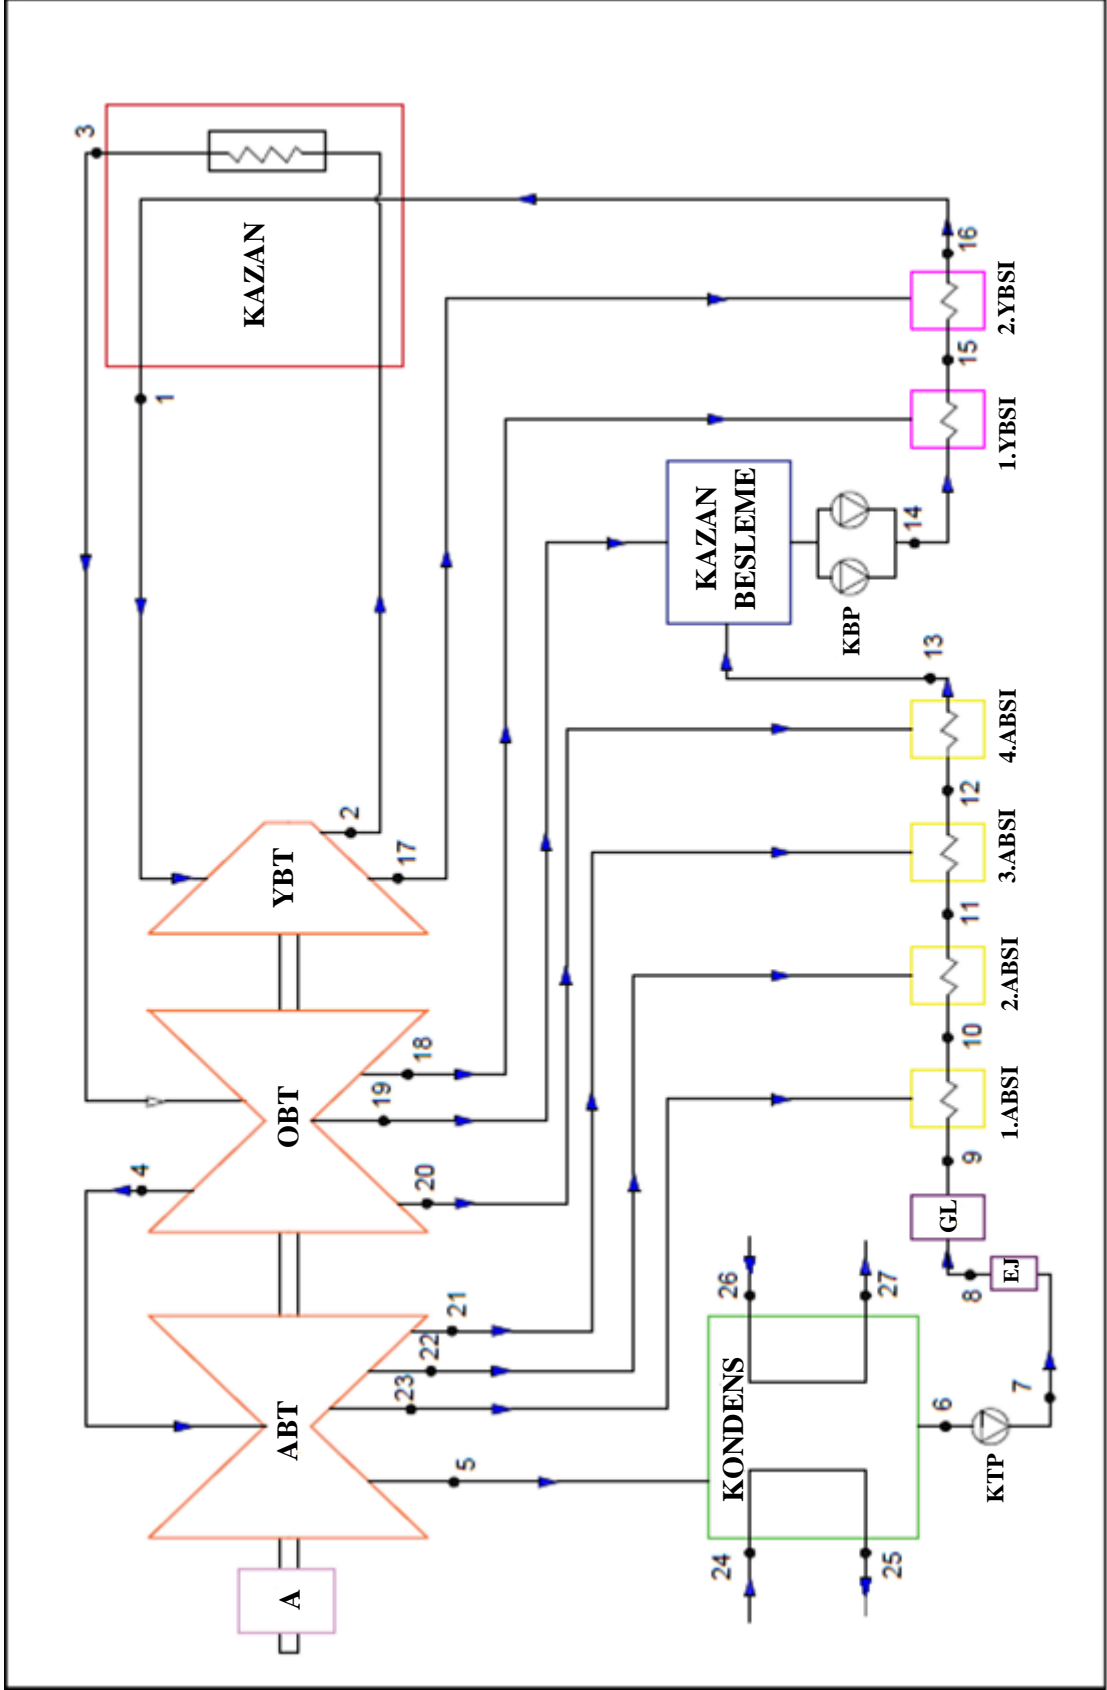 3
KAZAN
1
16
2.YBSI
15
1.YBSI
KAZAN
BESLEME
14
KBP
13
4.ABSI
12
3.ABSI
11
2.ABSI
10
1.ABSI
9
GL
EJ
8
7
6
KTP
YBT
2
17
OBT
18
19
20
4
ABT
21
22
23
5
A
KONDENS
26
27
24
25